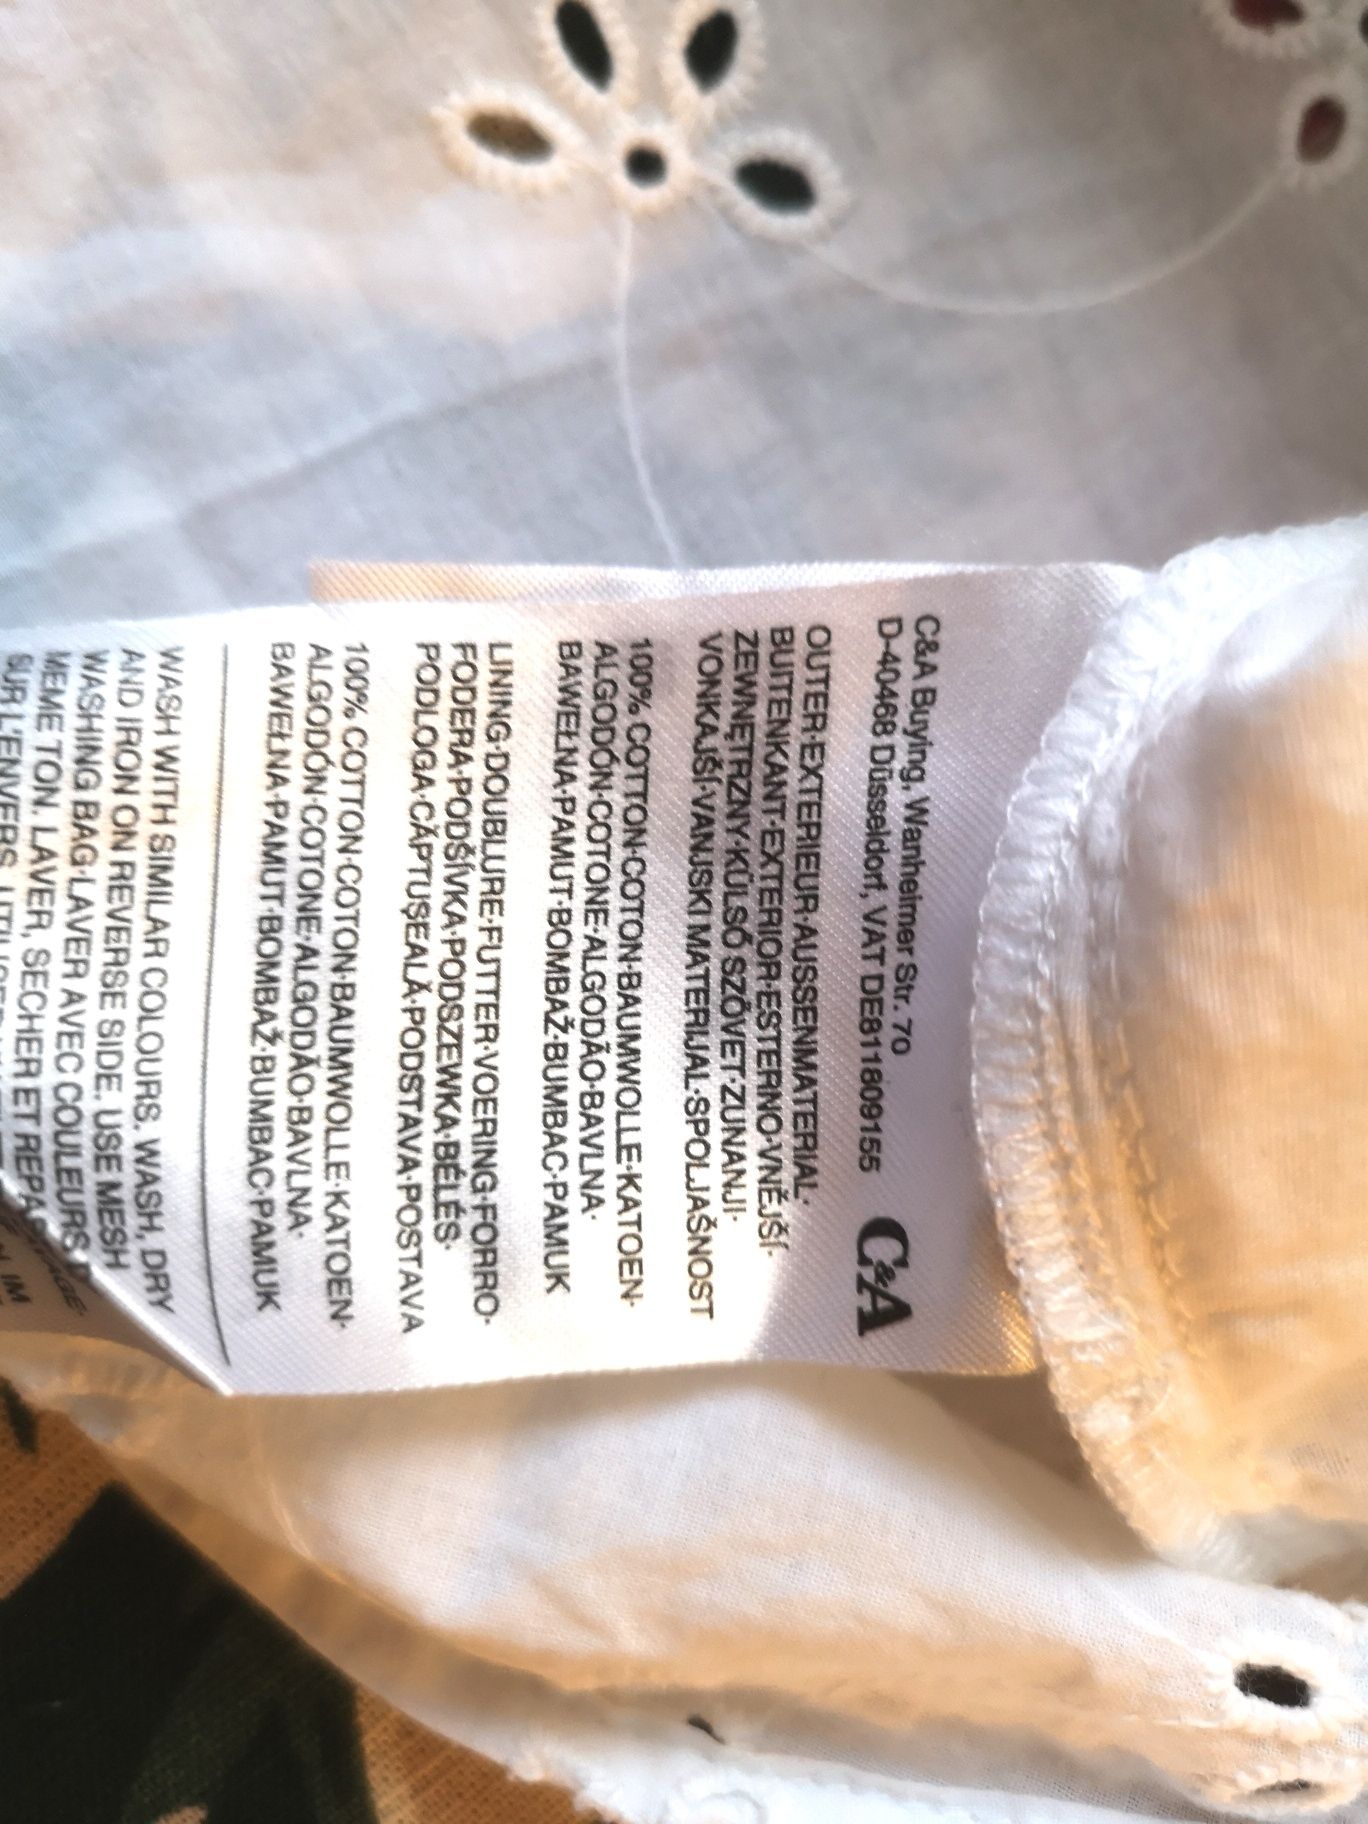 C&A Buying, Wanheimer Str. 70
D-40468 Düsseldorf, VAT DE811809155
C&A
OUTER·EXTERIEUR·AUSSENMATERIAL·
BUITENKANT·EXTERIOR·ESTERNO·VNĚJŠÍ·
ZEWNĘTRZNY·KÜLSŐ SZÖVET·ZUNANJI·
VONKAJŠÍ·VANJSKI MATERIJAL·SPOLJAŠNOST
100% COTTON·COTON·BAUMWOLLE·KATOEN·
ALGODÓN·COTONE·ALGODÃO·BAVLNA·
BAWEŁNA·PAMUT·BOMBAŽ·BUMBAC·PAMUK
LINING·DOUBLURE·FUTTER·VOERING·FORRO·
FODERA·PODŠÍVKA·PODSZEWKA·BÉLÉS·
PODLOGA·CĂPTUŞEALĂ·PODSTAVA·POSTAVA
100% COTTON·COTON·BAUMWOLLE·KATOEN·
ALGODÓN·COTONE·ALGODÃO·BAVLNA·
BAWEŁNA·PAMUT·BOMBAŽ·BUMBAC·PAMUK
WASH WITH SIMILAR COLOURS. WASH, DRY
AND IRON ON REVERSE SIDE. USE MESH
WASHING BAG·LAVER AVEC COULEURS
MEME TON. LAVER, SECHER ET
SUR L'ENVERS.
IM